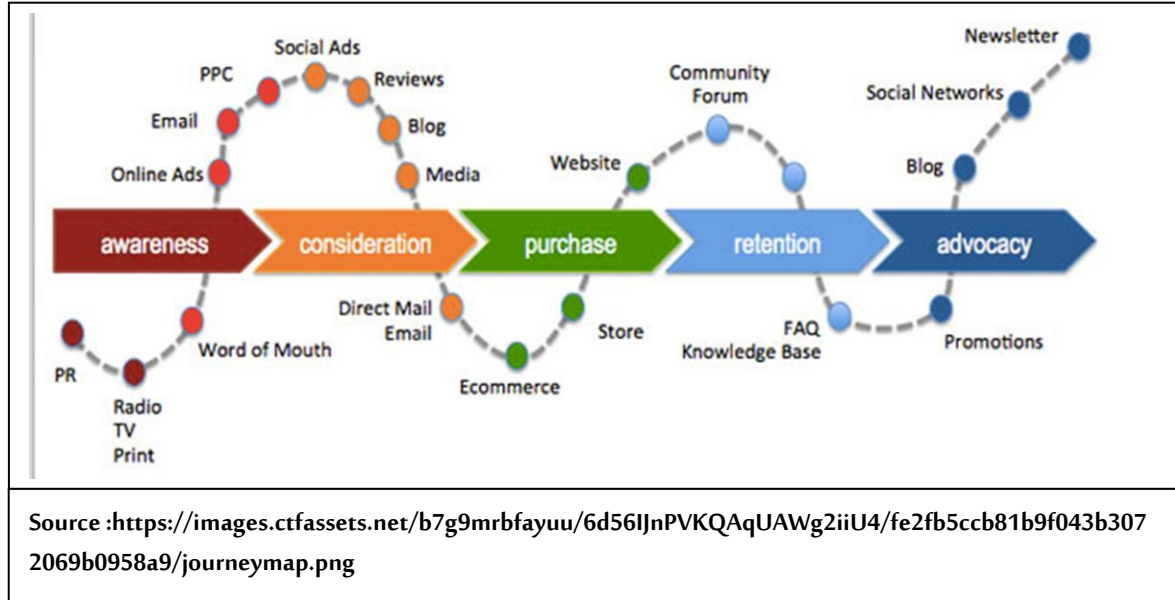 Social Ads
PPC
Reviews
Email
Blog
Online Ads
Media
Community
Forum
Website
Newsletter
Social Networks
Blog
awareness
consideration
purchase
retention
advocacy
PR
Radio
TV
Print
Word of Mouth
Direct Mail
Email
Ecommerce
Store
FAQ
Knowledge Base
Promotions
Source :https://images.ctfassets.net/b7g9mrbfayuu/6d56IJnPVKQAqUAWg2iiU4/fe2fb5ccb81b9f043b307
2069b0958a9/journeymap.png